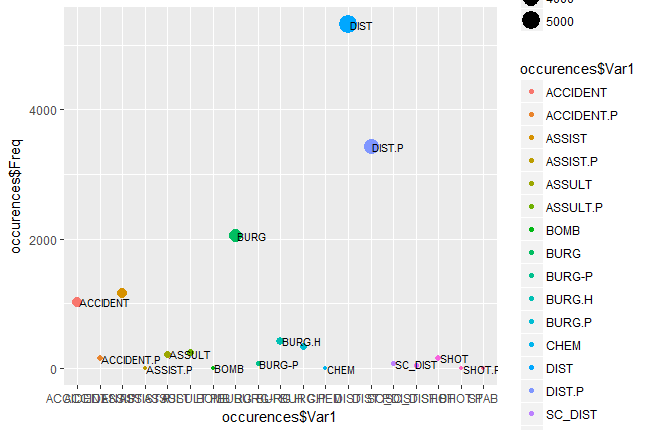 4000
5000
occurences$Var1
ACCIDENT
ACCIDENT.P
ASSIST
ASSIST.P
ASSULT
ASSULT.P
BOMB
BURG
BURG-P
BURG.H
BURG.P
CHEM
DIST
DIST.P
SC_DIST
occurences$Freq
4000
2000
0
DIST
DIST.P
BURG
ACCIDENT
BURG.H
ACCIDENT.P
ASSULT
ASSIST.P
BOMB
BURG-P
CHEM
SC_DIST
SHOT
SHOT.P
occurences$Var1